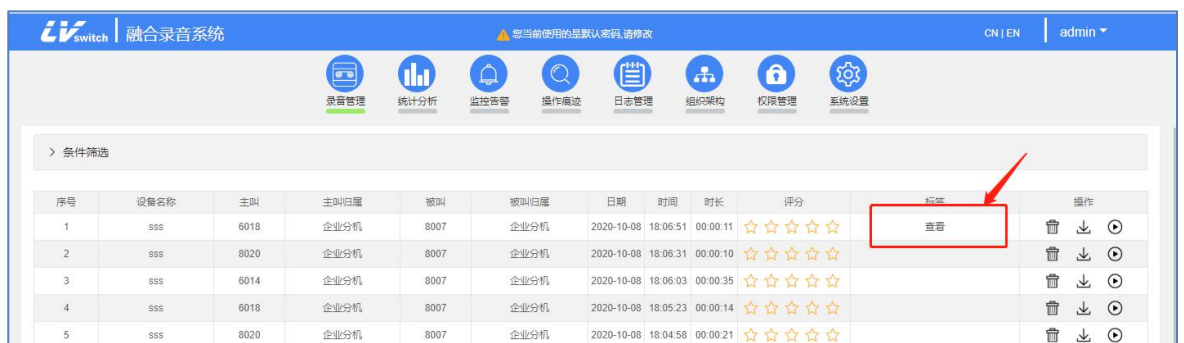 LVswitch 融合录音系统 您当前使用的是默认密码,请修改 CN | EN admin
录音管理 统计分析 监控告警 操作痕迹 日志管理 组织架构 权限管理 系统设置
> 条件筛选
序号 设备名称 主叫 主叫归属 被叫 被叫归属 日期 时间 时长 评分 标签 操作
1 sss 6018 企业分机 8007 企业分机 2020-10-08 18:06:51 00:00:11 查看
2 sss 8020 企业分机 8007 企业分机 2020-10-08 18:06:31 00:00:10
3 sss 6014 企业分机 8007 企业分机 2020-10-08 18:06:03 00:00:35
4 sss 6018 企业分机 8007 企业分机 2020-10-08 18:05:23 00:00:14
5 sss 8020 企业分机 8007 企业分机 2020-10-08 18:04:58 00:00:21